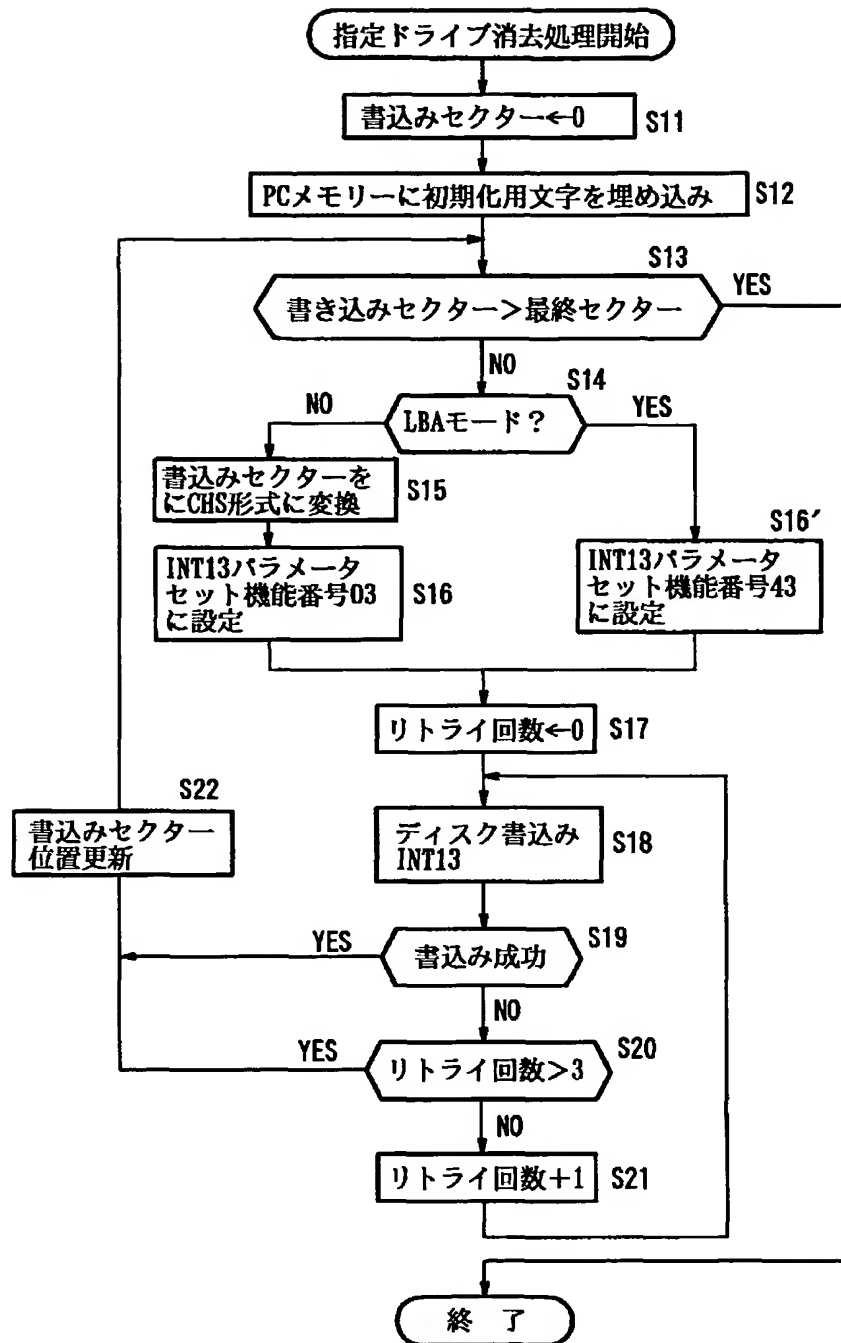 指定ドライブ消去処理開始
書込みセクター←0
S11
PCメモリーに初期化用文字を埋め込み
S12
S13
書き込みセクター>最終セクター
YES
NO
S14
LBAモード?
NO
YES
書込みセクターを
にCHS形式に変換
S15
S16′
INT13パラメータ
セット機能番号03
に設定
S16
INT13パラメータ
セット機能番号43
に設定
リトライ回数←0
S17
S22
書込みセクター
位置更新
ディスク書込み
INT13
S18
YES
書込み成功
S19
NO
YES
リトライ回数>3
S20
NO
リトライ回数+1
S21
終 了